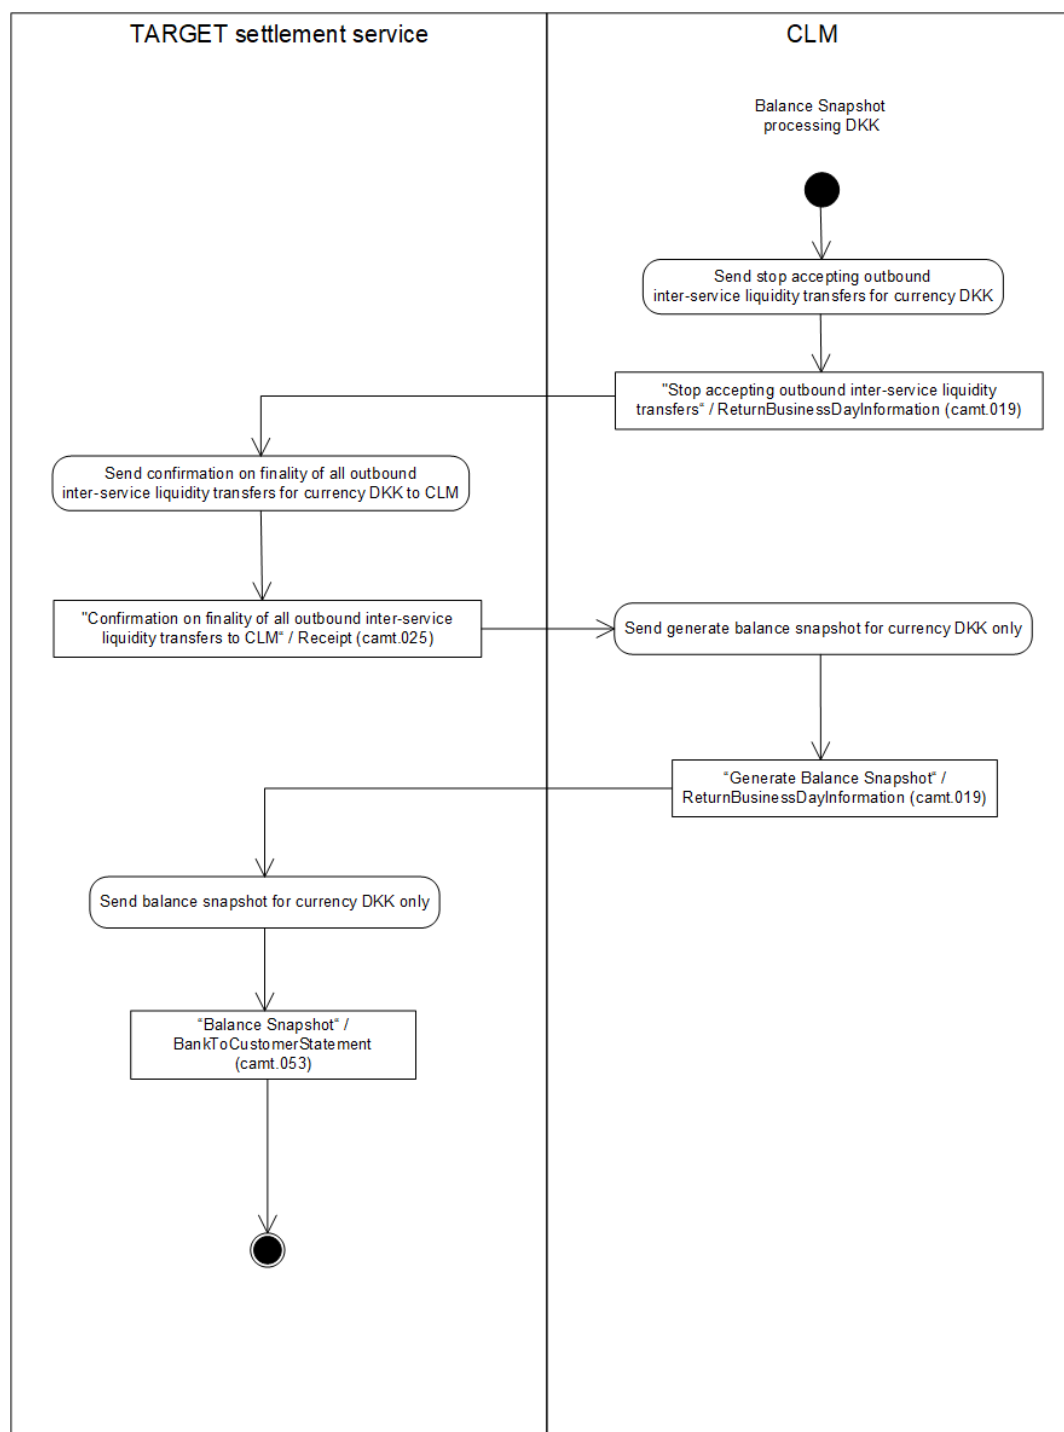 TARGET settlement service
CLM
Balance Snapshot
processing DKK
Send stop accepting outbound
inter-service liquidity transfers for currency DKK
"Stop accepting outbound inter-service liquidity
transfers“ / ReturnBusinessDayInformation (camt.019)
Send confirmation on finality of all outbound
inter-service liquidity transfers for currency DKK to CLM
"Confirmation on finality of all outbound inter-service
liquidity transfers to CLM“ / Receipt (camt.025)
Send generate balance snapshot for currency DKK only
“Generate Balance Snapshot“ /
ReturnBusinessDayInformation (camt.019)
Send balance snapshot for currency DKK only
“Balance Snapshot“ /
BankToCustomerStatement
(camt.053)